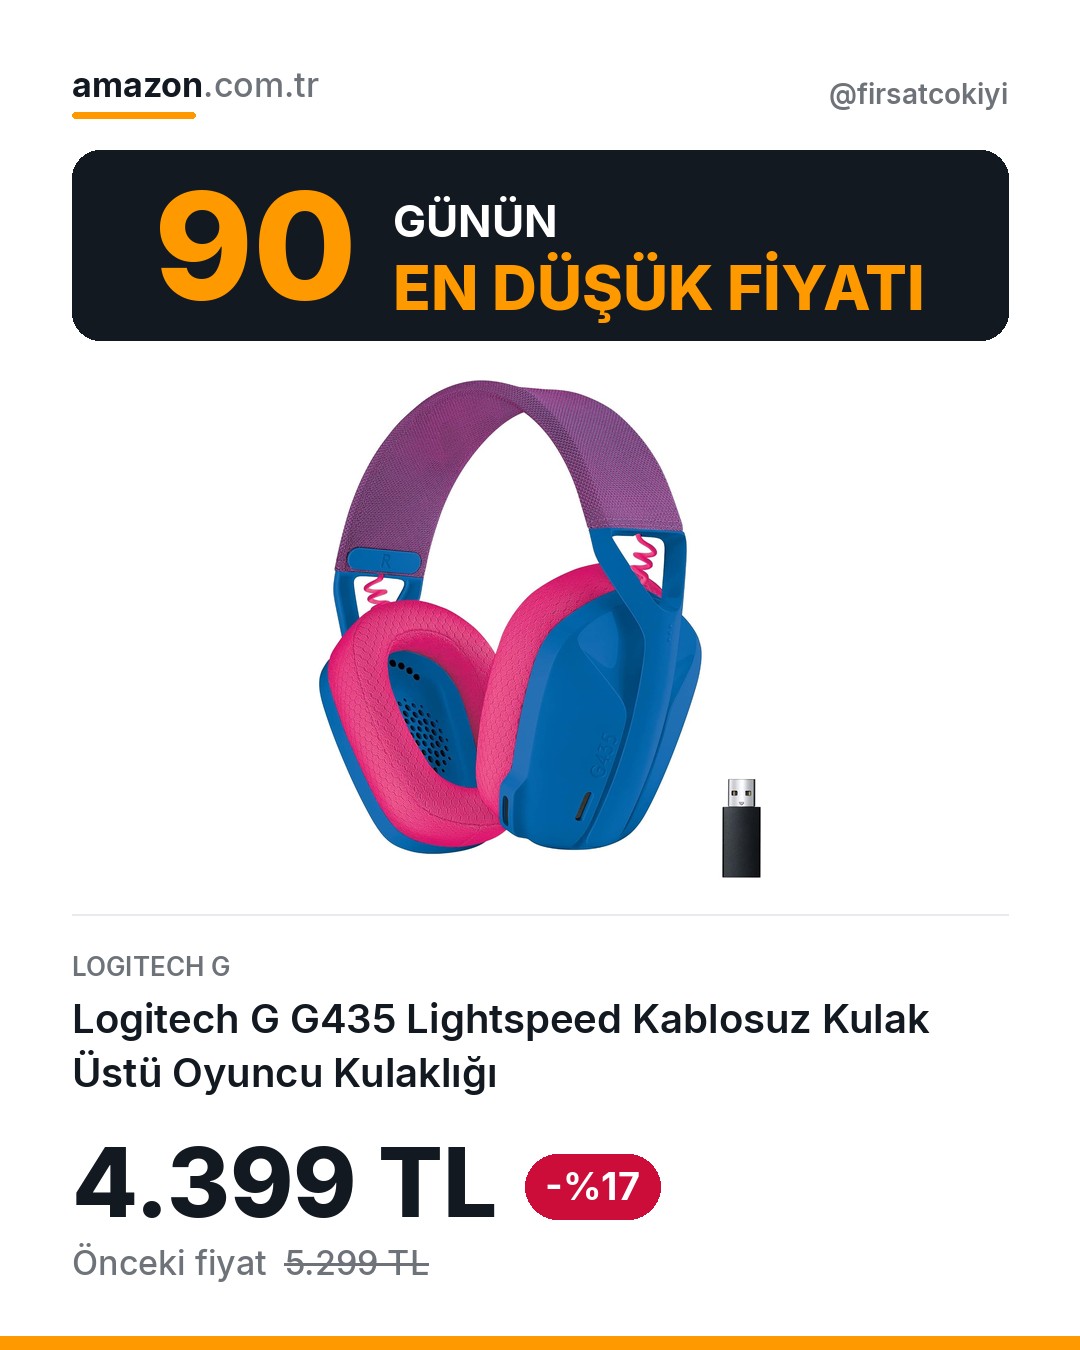 amazon.com.tr
@firsatcokiyi
90
GÜNÜN
EN DÜŞÜK FİYATI
R
G435
LOGITECH G
Logitech G G435 Lightspeed Kablosuz Kulak
Üstü Oyuncu Kulaklığı
4.399 TL
-%17
Önceki fiyat 5.299 TL